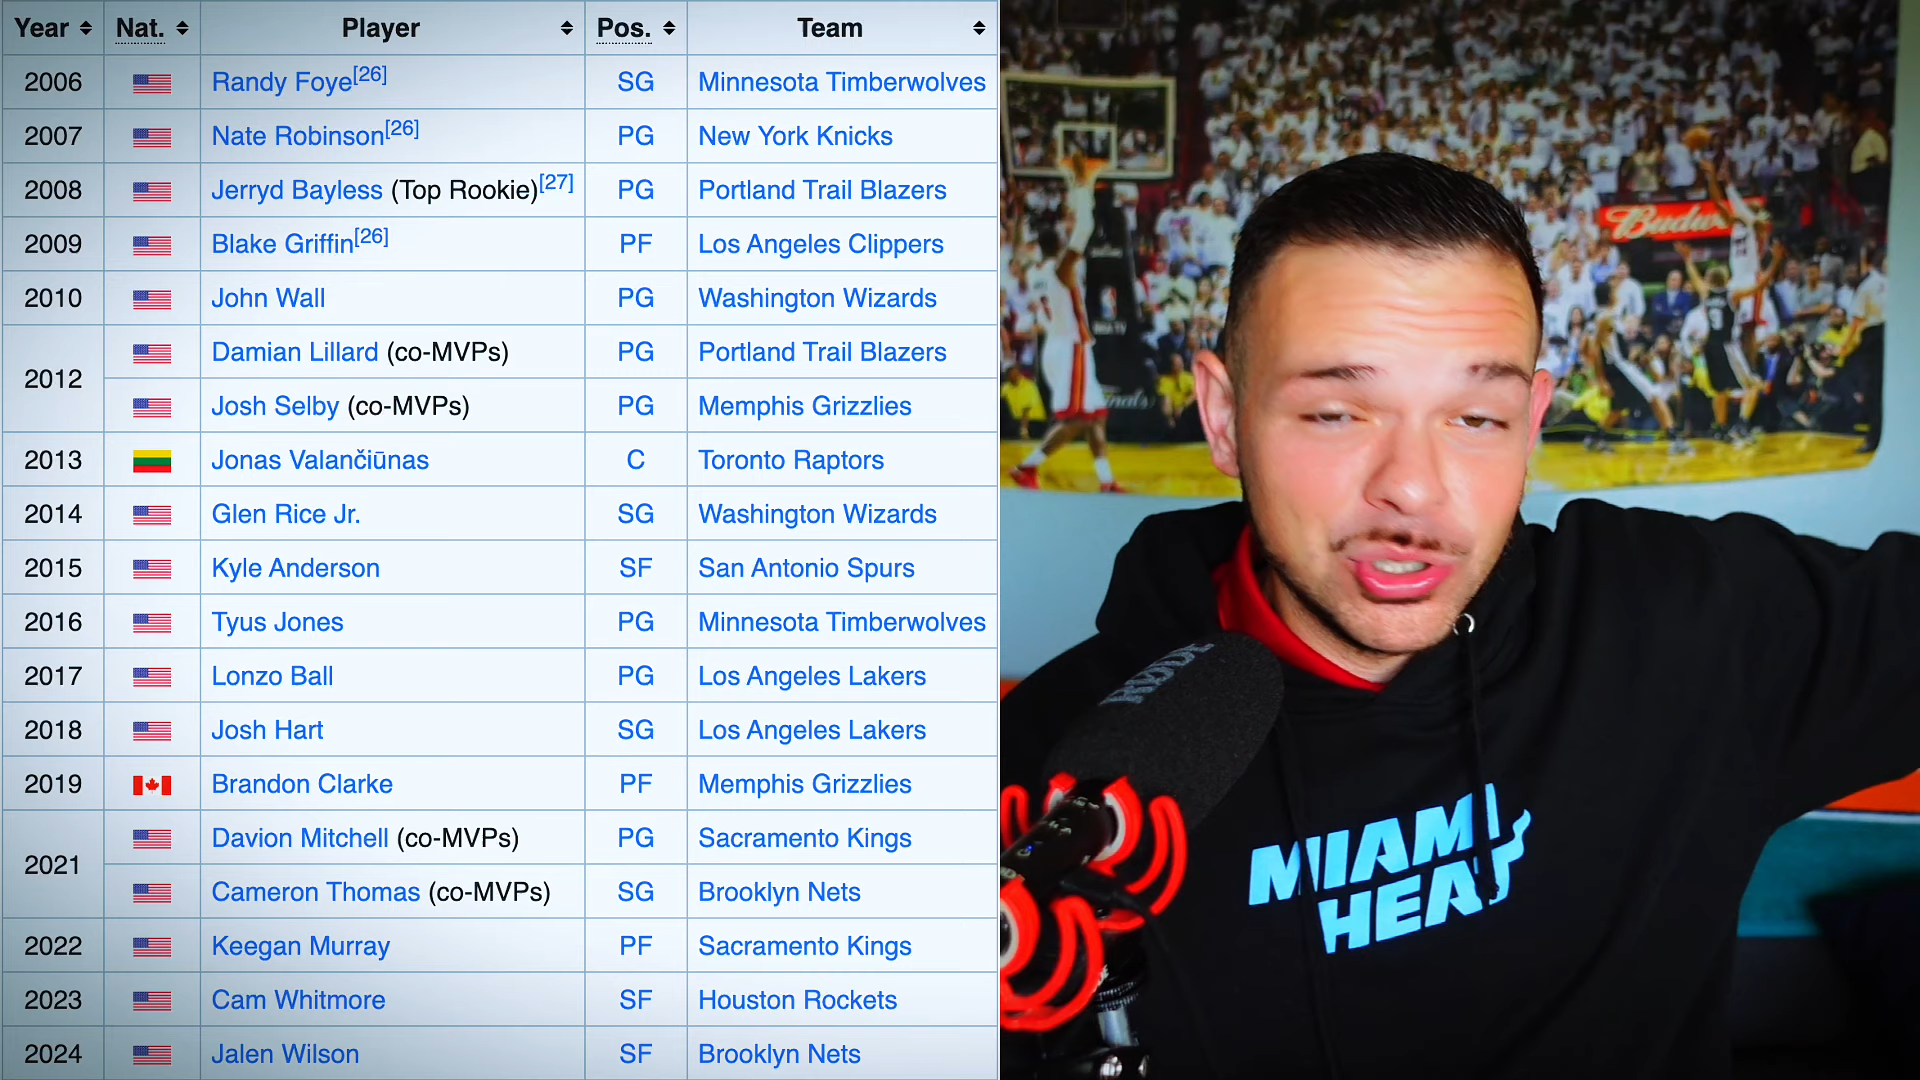 Year Nat. Player Pos. Team
2006 Randy Foye[26] SG Minnesota Timberwolves
2007 Nate Robinson[26] PG New York Knicks
2008 Jerryd Bayless (Top Rookie)[27] PG Portland Trail Blazers
2009 Blake Griffin[26] PF Los Angeles Clippers
2010 John Wall PG Washington Wizards
2012 Damian Lillard (co-MVPs) PG Portland Trail Blazers
Josh Selby (co-MVPs) PG Memphis Grizzlies
2013 Jonas Valančiūnas C Toronto Raptors
2014 Glen Rice Jr. SG Washington Wizards
2015 Kyle Anderson SF San Antonio Spurs
2016 Tyus Jones PG Minnesota Timberwolves
2017 Lonzo Ball PG Los Angeles Lakers
2018 Josh Hart SG Los Angeles Lakers
2019 Brandon Clarke PF Memphis Grizzlies
2021 Davion Mitchell (co-MVPs) PG Sacramento Kings
Cameron Thomas (co-MVPs) SG Brooklyn Nets
2022 Keegan Murray PF Sacramento Kings
2023 Cam Whitmore SF Houston Rockets
2024 Jalen Wilson SF Brooklyn Nets
RØDE
MIAMI
HEAT